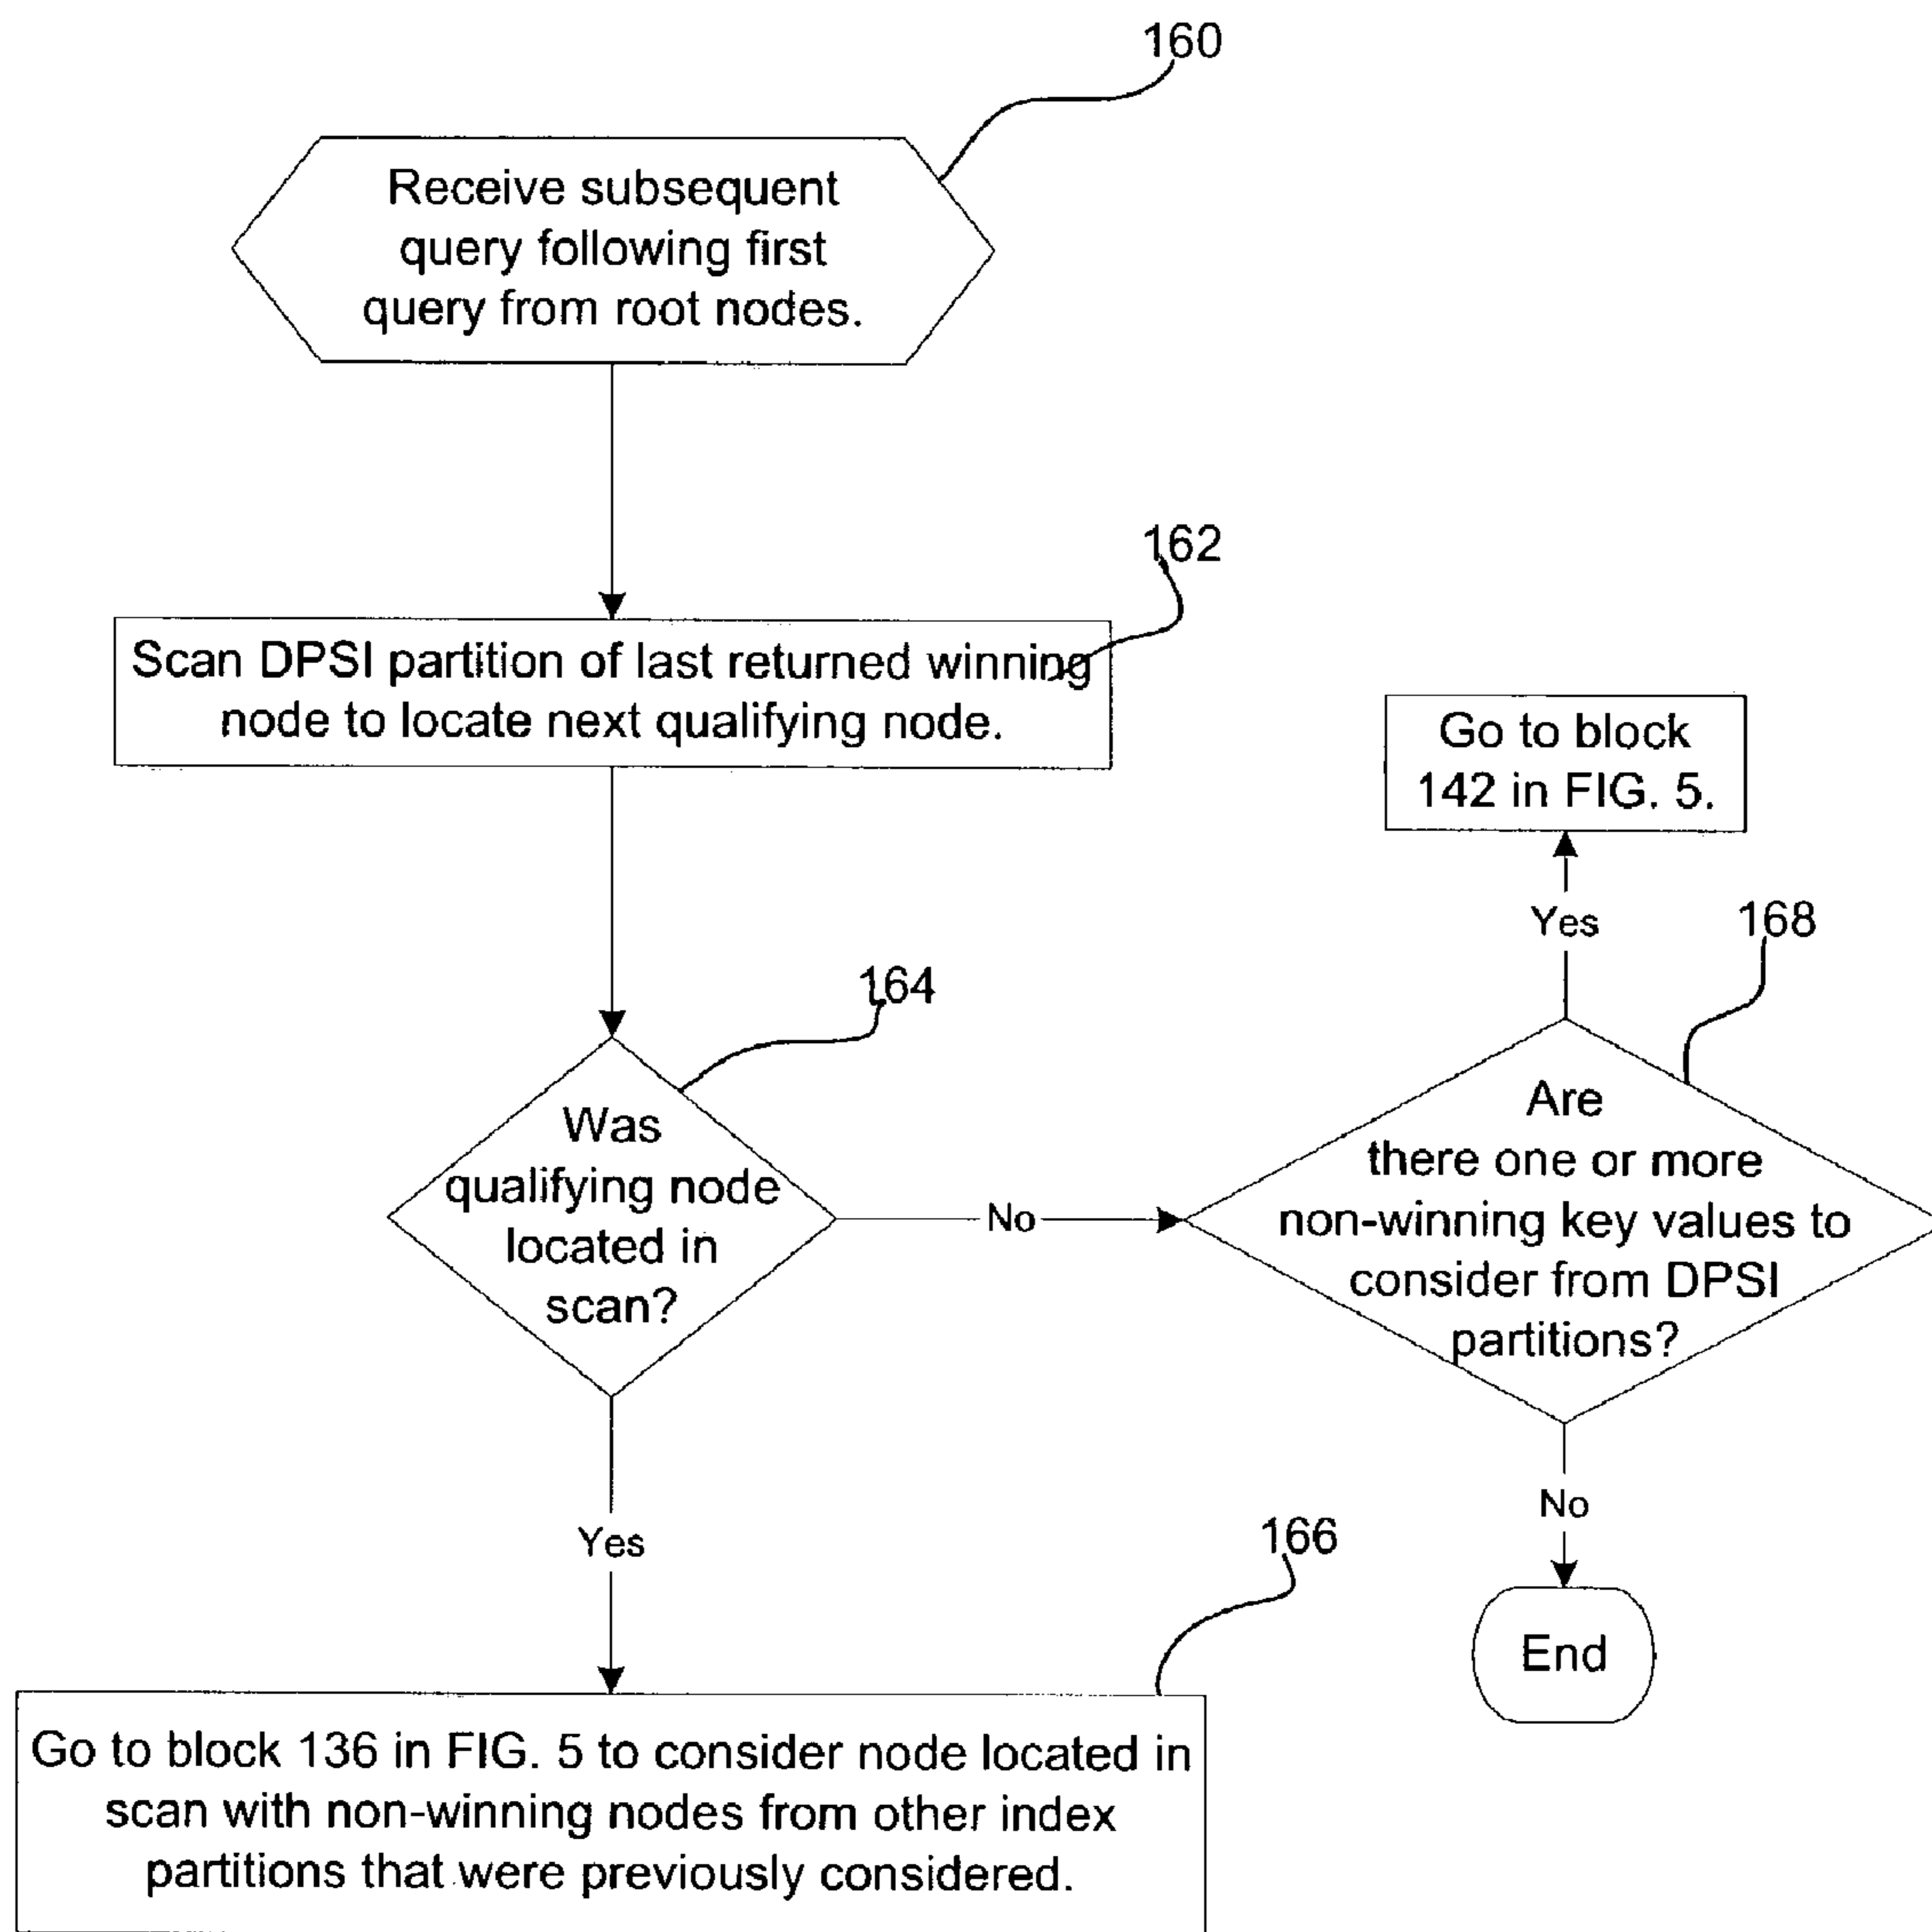 160
Receive subsequent
query following first
query from root nodes.
162
Scan DPSI partition of last returned winning
node to locate next qualifying node.
Go to block
142 in FIG. 5.
Yes
168
164
Was
qualifying node
located in
scan?
No
Are
there one or more
non-winning key values to
consider from DPSI
partitions?
Yes
No
166
End
Go to block 136 in FIG. 5 to consider node located in
scan with non-winning nodes from other index
partitions that were previously considered.